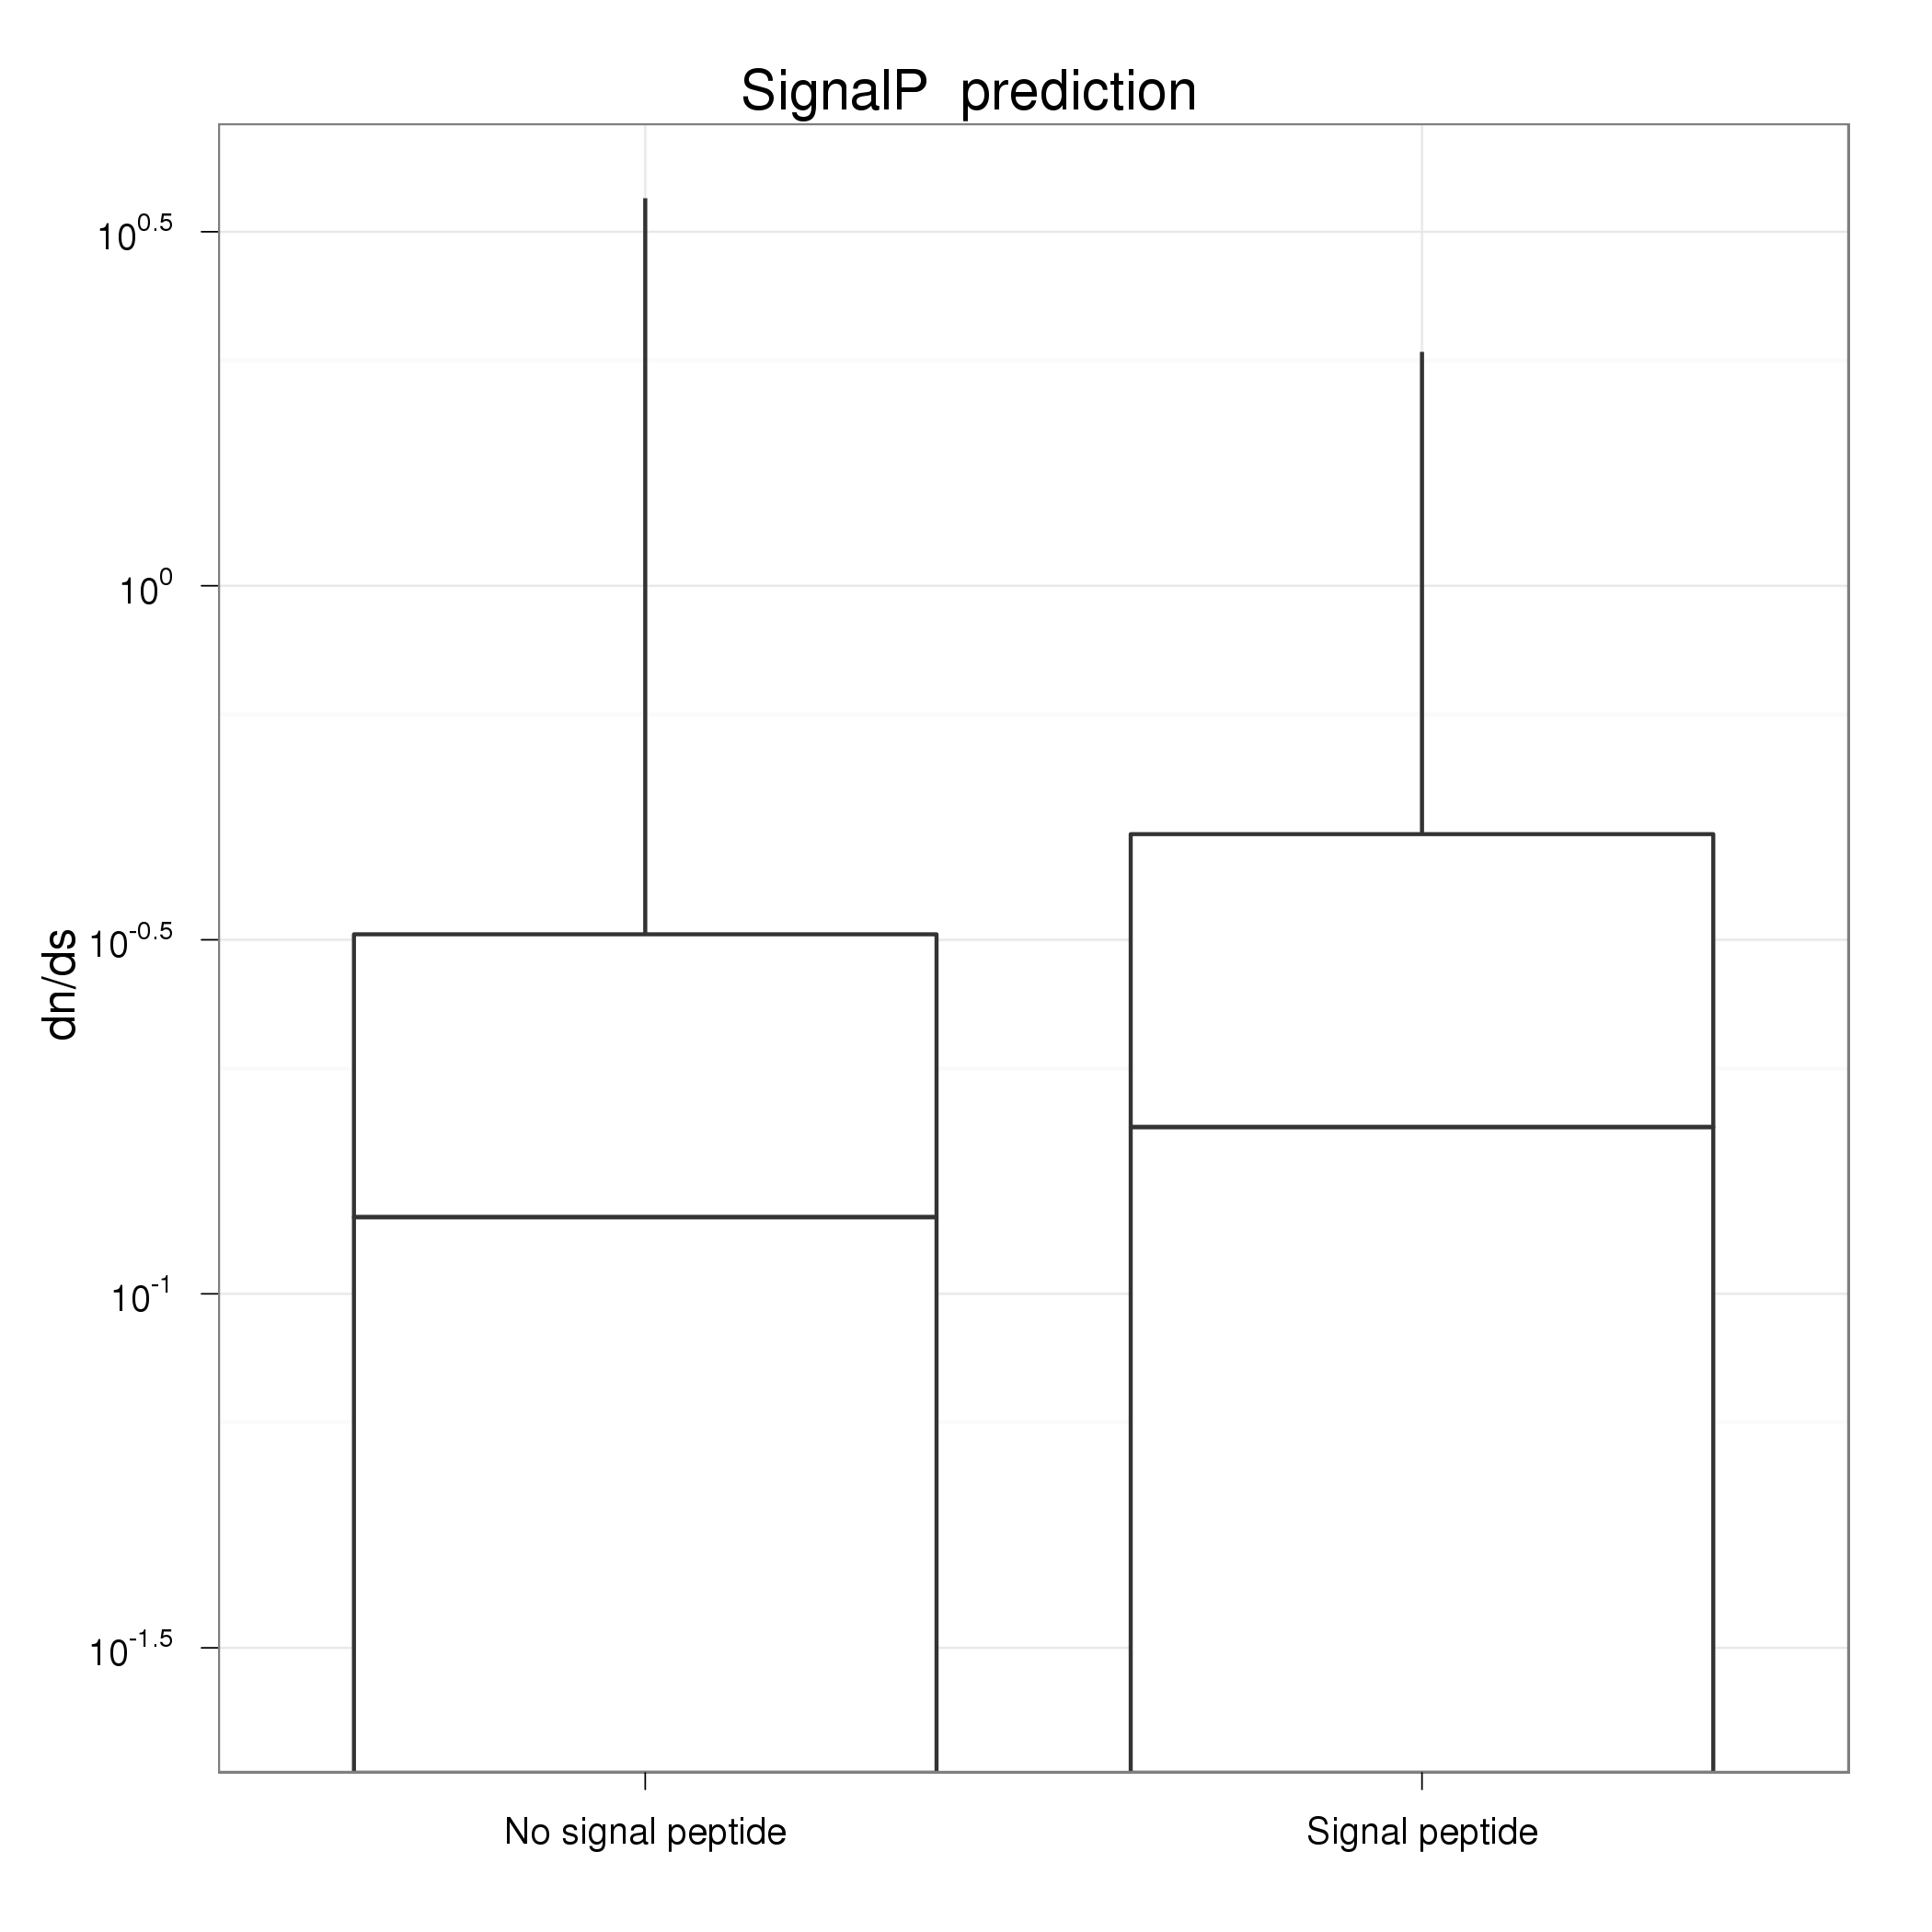 SignalP  prediction
10^0.5
10^0
10^-0.5
10^-1
10^-1.5
dn/ds
No signal peptide
Signal peptide